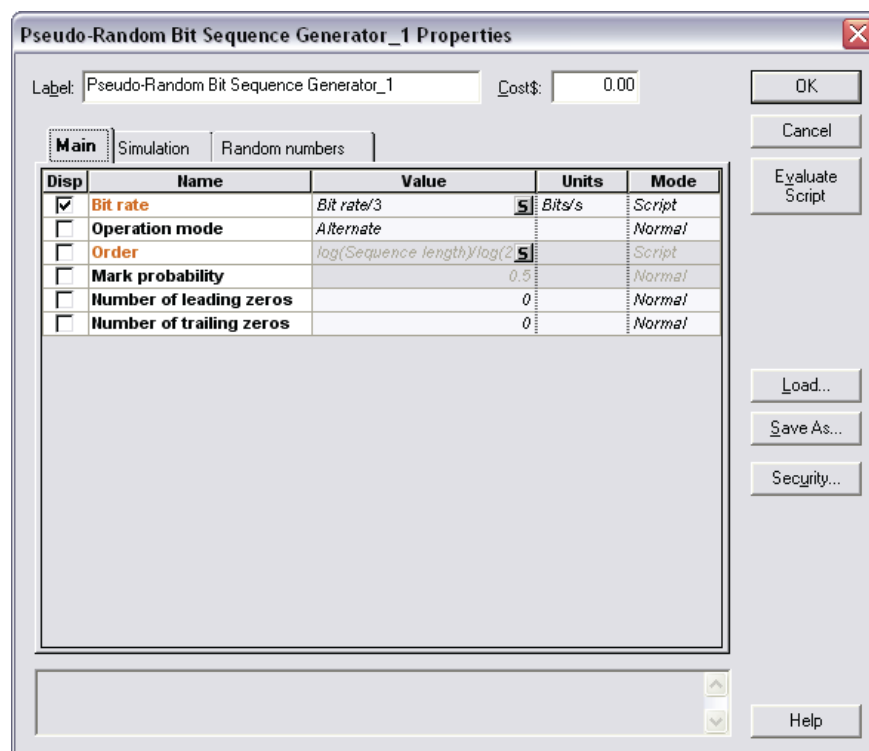 Pseudo-Random Bit Sequence Generator_1 Properties
Label: Pseudo-Random Bit Sequence Generator_1 Cost$: 0.00 OK
Cancel
Main Simulation Random numbers
Evaluate Script
Disp Name Value Units Mode
Bit rate Bit rate/3 S Bits/s Script
Operation mode Alternate Normal
Order log(Sequence length)/log(2 S Script
Mark probability 0.5 Normal
Number of leading zeros 0 Normal
Number of trailing zeros 0 Normal
Load...
Save As...
Security...
Help